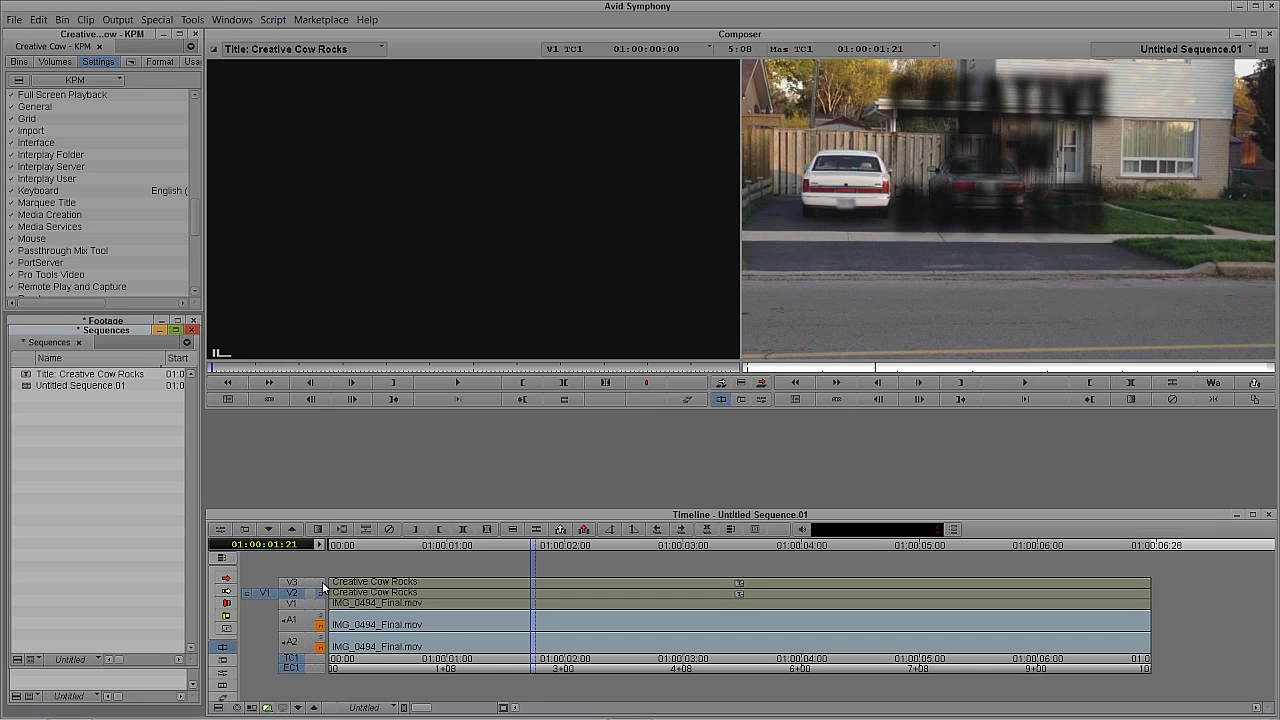 Avid Symphony
File Edit Bin Clip Output Special Tools Windows Script Marketplace Help
Creative...ow - KPM
Composer
Creative Cow - KPM
Title: Creative Cow Rocks
V1 TC1 01:00:00:00
5:08
Mas TC1 01:00:01:21
Untitled Sequence.01
Bins Volumes Settings Format Usa
KPM
Full Screen Playback
General
Grid
Import
Interface
Interplay Folder
Interplay Server
Interplay User
Keyboard English (
Marquee Title
Media Creation
Media Services
Mouse
Passthrough Mix Tool
PortServer
Pro Tools Video
Remote Play and Capture
* Footage
* Sequences
* Sequences
Name Start
Title: Creative Cow Rocks 01:0
Untitled Sequence.01 01:0
Wa
Timeline - Untitled Sequence.01
01:00:01:21
00:00 01:00:01:00 01:00:02:00 01:00:03:00 01:00:04:00 01:00:05:00 01:00:06:00 01:00:06:28
V3 Creative Cow Rocks
V1 V2 Creative Cow Rocks
V1 IMG_0494_Final.mov
A1 IMG_0494_Final.mov
A2 IMG_0494_Final.mov
TC1 00:00 01:00:01:00 01:00:02:00 01:00:03:00 01:00:04:00 01:00:05:00 01:00:06:00 01:0
EC1 00 1+08 3+00 4+08 6+00 7+08 9+00 10
Untitled
Untitled
Untitled